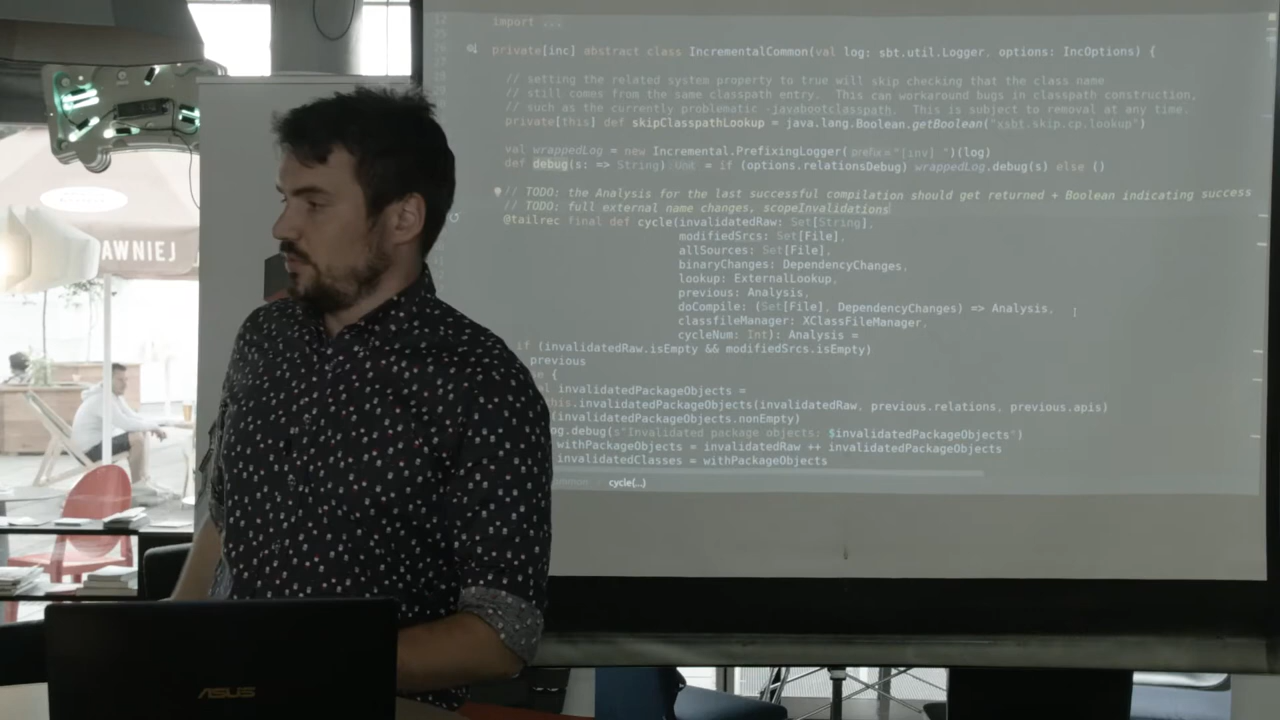 import ...
private[inc] abstract class IncrementalCommon(val log: sbt.util.Logger, options: IncOptions) {
// setting the related system property to true will skip checking that the class name
// still comes from the same classpath entry. This can workaround bugs in classpath construction,
// such as the currently problematic -javabootclasspath. This is subject to removal at any time.
private[this] def skipClasspathLookup = java.lang.Boolean.getBoolean("xsbt.skip.cp.lookup")
val wrappedLog = new Incremental.PrefixingLogger( prefix = "[inv] ")(log)
def debug(s: => String) : Unit = if (options.relationsDebug) wrappedLog.debug(s) else ()
// TODO: the Analysis for the last successful compilation should get returned + Boolean indicating success
// TODO: full external name changes, scopeInvalidations
@tailrec final def cycle(invalidatedRaw: Set[String],
modifiedSrcs: Set[File],
allSources: Set[File],
binaryChanges: DependencyChanges,
lookup: ExternalLookup,
previous: Analysis,
doCompile: (Set[File], DependencyChanges) => Analysis,
classfileManager: XClassFileManager,
cycleNum: Int): Analysis =
if (invalidatedRaw.isEmpty && modifiedSrcs.isEmpty)
previous
{
invalidatedPackageObjects =
this.invalidatedPackageObjects(invalidatedRaw, previous.relations, previous.apis)
(invalidatedPackageObjects.nonEmpty)
og.debug(s"Invalidated package objects: $invalidatedPackageObjects")
withPackageObjects = invalidatedRaw ++ invalidatedPackageObjects
invalidatedClasses = withPackageObjects
cycle(...)
AWNIEJ
ASUS